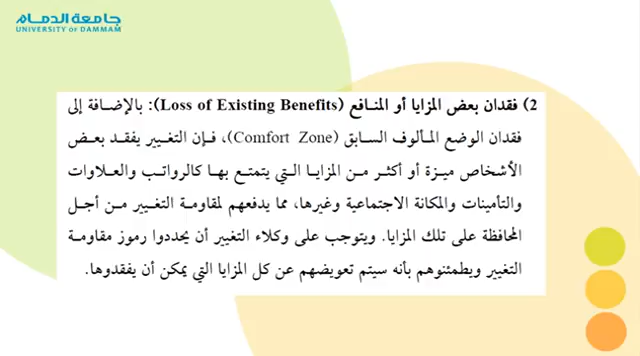 جامعة الدمام
UNIVERSITY OF DAMMAM
2) فقدان بعض المزايا أو المنافع (Loss of Existing Benefits): بالإضافة إلى
فقدان الوضع المألوف السابق (Comfort Zone)، فإن التغيير يفقد بعض
الأشخاص ميزة أو أكثر من المزايا التي يتمتع بها كالرواتب والعلاوات
والتأمينات والمكانة الاجتماعية وغيرها، مما يدفعهم لمقاومة التغيير من أجل
المحافظة على تلك المزايا. ويتوجب على وكلاء التغيير أن يحددوا رموز مقاومة
التغيير ويطمئنوهم بأنه سيتم تعويضهم عن كل المزايا التي يمكن أن يفقدوها.